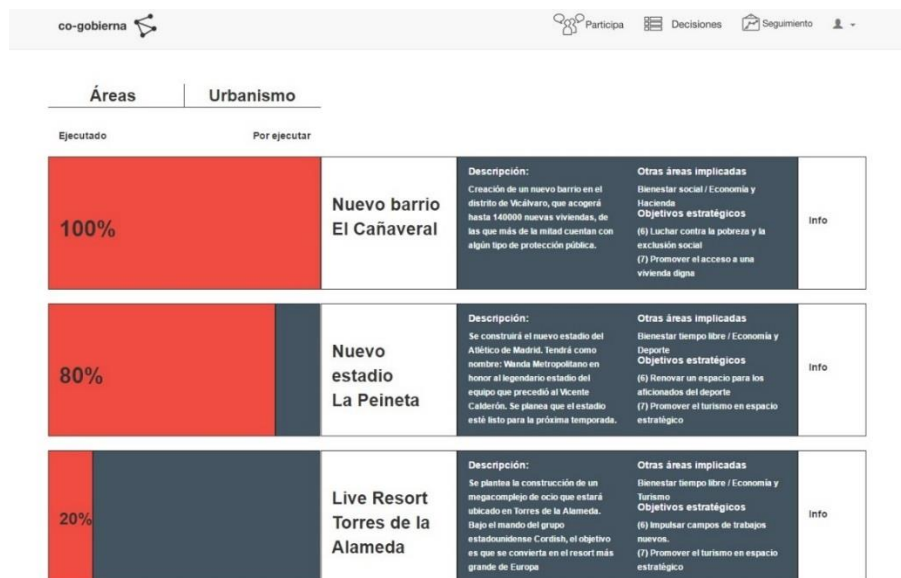 co-gobierna
Participa
Decisiones
Seguimiento
Áreas
Urbanismo
Ejecutado
Por ejecutar
100%
Nuevo barrio
El Cañaveral
Descripción:
Creación de un nuevo barrio en el
distrito de Vicálvaro, que acogerá
hasta 140000 nuevas viviendas, de
las que más de la mitad cuentan con
algún tipo de protección pública.
Otras áreas implicadas
Bienestar social / Economía y
Hacienda
Objetivos estratégicos
(6) Luchar contra la pobreza y la
exclusión social
(7) Promover el acceso a una
vivienda digna
Info
80%
Nuevo
estadio
La Peineta
Descripción:
Se construirá el nuevo estadio del
Atlético de Madrid. Tendrá como
nombre: Wanda Metropolitano en
honor al legendario estadio del
equipo que precedió al Vicente
Calderón. Se planea que el estadio
esté listo para la próxima temporada.
Otras áreas implicadas
Bienestar tiempo libre / Economía y
Deporte
Objetivos estratégicos
(6) Renovar un espacio para los
aficionados del deporte
(7) Promover el turismo en espacio
estratégico
Info
20%
Live Resort
Torres de la
Alameda
Descripción:
Se plantea la construcción de un
megacomplejo de ocio que estará
ubicado en Torres de la Alameda.
Bajo el mando del grupo
estadounidense Cordish, el objetivo
es que se convierta en el resort más
grande de Europa
Otras áreas implicadas
Bienestar tiempo libre / Economía y
Turismo
Objetivos estratégicos
(6) Impulsar campos de trabajos
nuevos.
(7) Promover el turismo en espacio
estratégico
Info